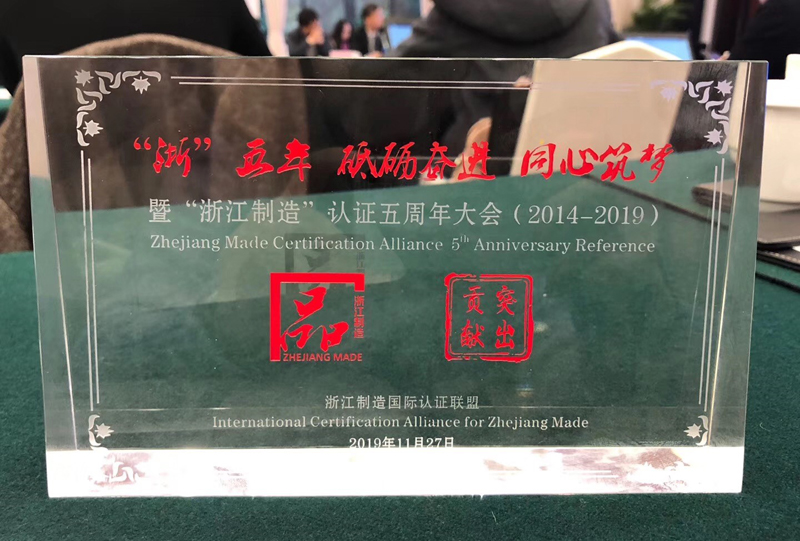 “浙”五年 砥砺奋进 同心筑梦
暨“浙江制造”认证五周年大会（2014-2019）
Zhejiang Made Certification Alliance 5th Anniversary Reference
品
浙江制造
ZHEJIANG MADE
突出
贡献
浙江制造国际认证联盟
International Certification Alliance for Zhejiang Made
2019年11月27日